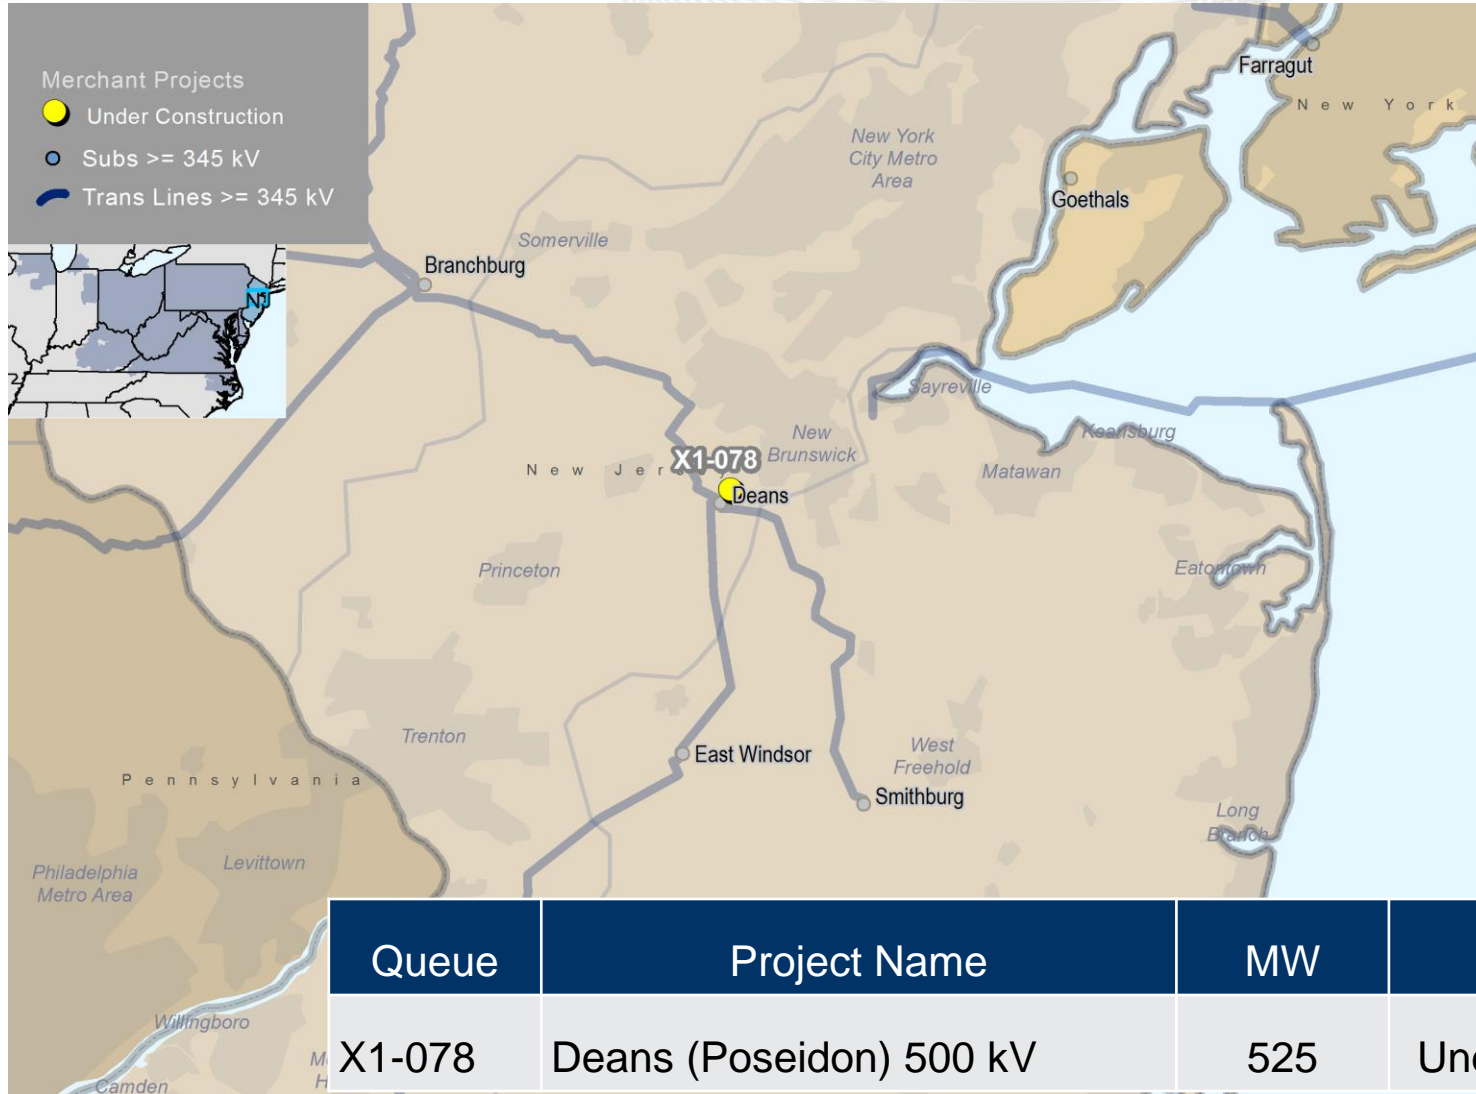 Merchant Projects
Under Construction
Subs >= 345 kV
Trans Lines >= 345 kV
NJ
Farragut
New York
New York
City Metro
Area
Goethals
Somerville
Branchburg
Sayreville
Keansburg
New
Brunswick
Matawan
X1-078
Deans
Princeton
Eatontown
Trenton
East Windsor
West
Freehold
Smithburg
Pennsylvania
Long
Branch
Levittown
Philadelphia
Metro Area
Willingboro
Camden
Queue Project Name MW
X1-078 Deans (Poseidon) 500 kV 525